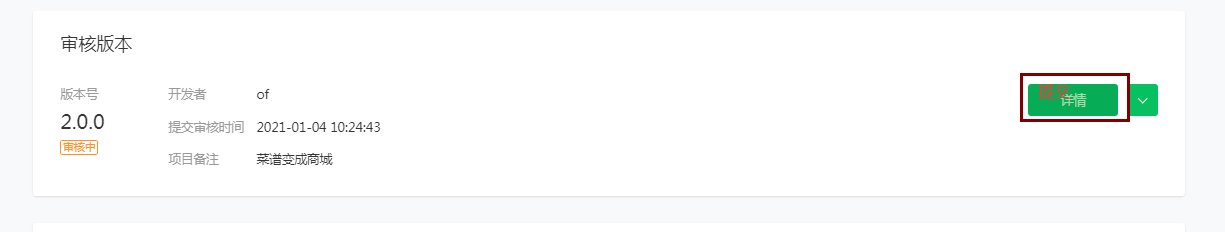 审核版本
版本号
2.0.0
审核中
开发者 of
提交审核时间 2021-01-04 10:24:43
项目备注 菜谱变成商城
详情